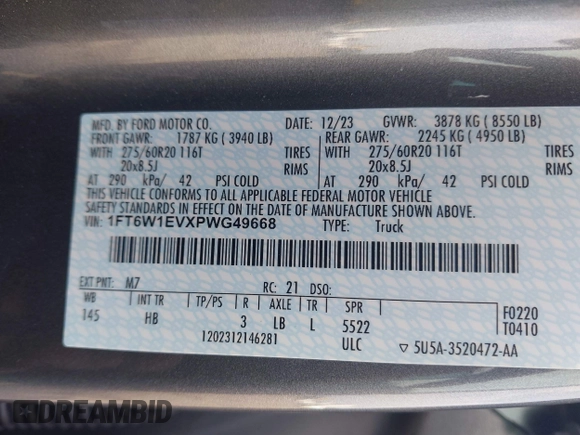 MFD. BY FORD MOTOR CO. DATE: 12/23 GVWR: 3878 KG ( 8550 LB)
FRONT GAWR: 1787 KG ( 3940 LB) REAR GAWR: 2245 KG ( 4950 LB)
WITH 275/60R20 116T TIRES WITH 275/60R20 116T TIRES
20x8.5J RIMS 20x8.5J RIMS
AT 290 kPa/ 42 PSI COLD AT 290 kPa/ 42 PSI COLD
THIS VEHICLE CONFORMS TO ALL APPLICABLE FEDERAL MOTOR VEHICLE
SAFETY STANDARDS IN EFFECT ON THE DATE OF MANUFACTURE SHOWN ABOVE.
VIN: 1FT6W1EVXPWG49668 TYPE: Truck
EXT PNT: M7 RC: 21 DSO:
WB INT TR TP/PS R AXLE TR SPR F0220
145 HB 3 LB L 5522 T0410
1202312146281 ULC ▽ 5U5A-3520472-AA
DREAMBID